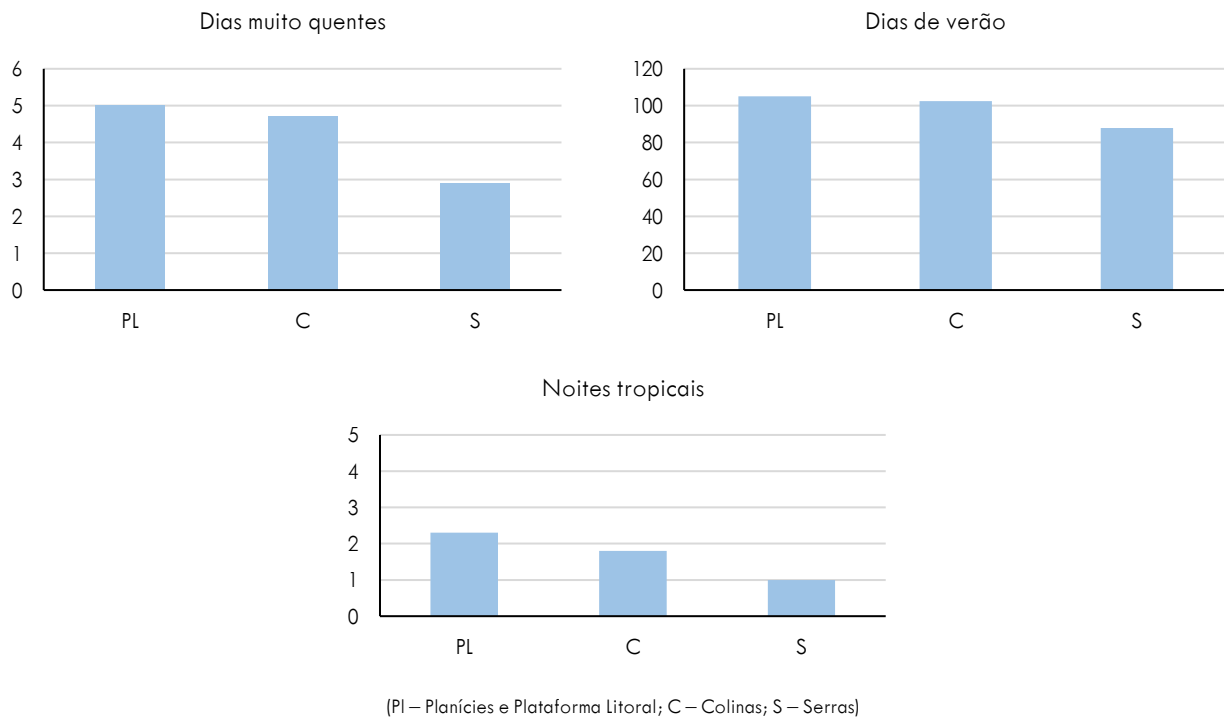 Dias muito quentes
6
5
4
3
2
1
0
PL C S
Dias de verão
120
100
80
60
40
20
0
PL C S
Noites tropicais
5
4
3
2
1
0
PL C S
(Pl – Planícies e Plataforma Litoral; C – Colinas; S – Serras)